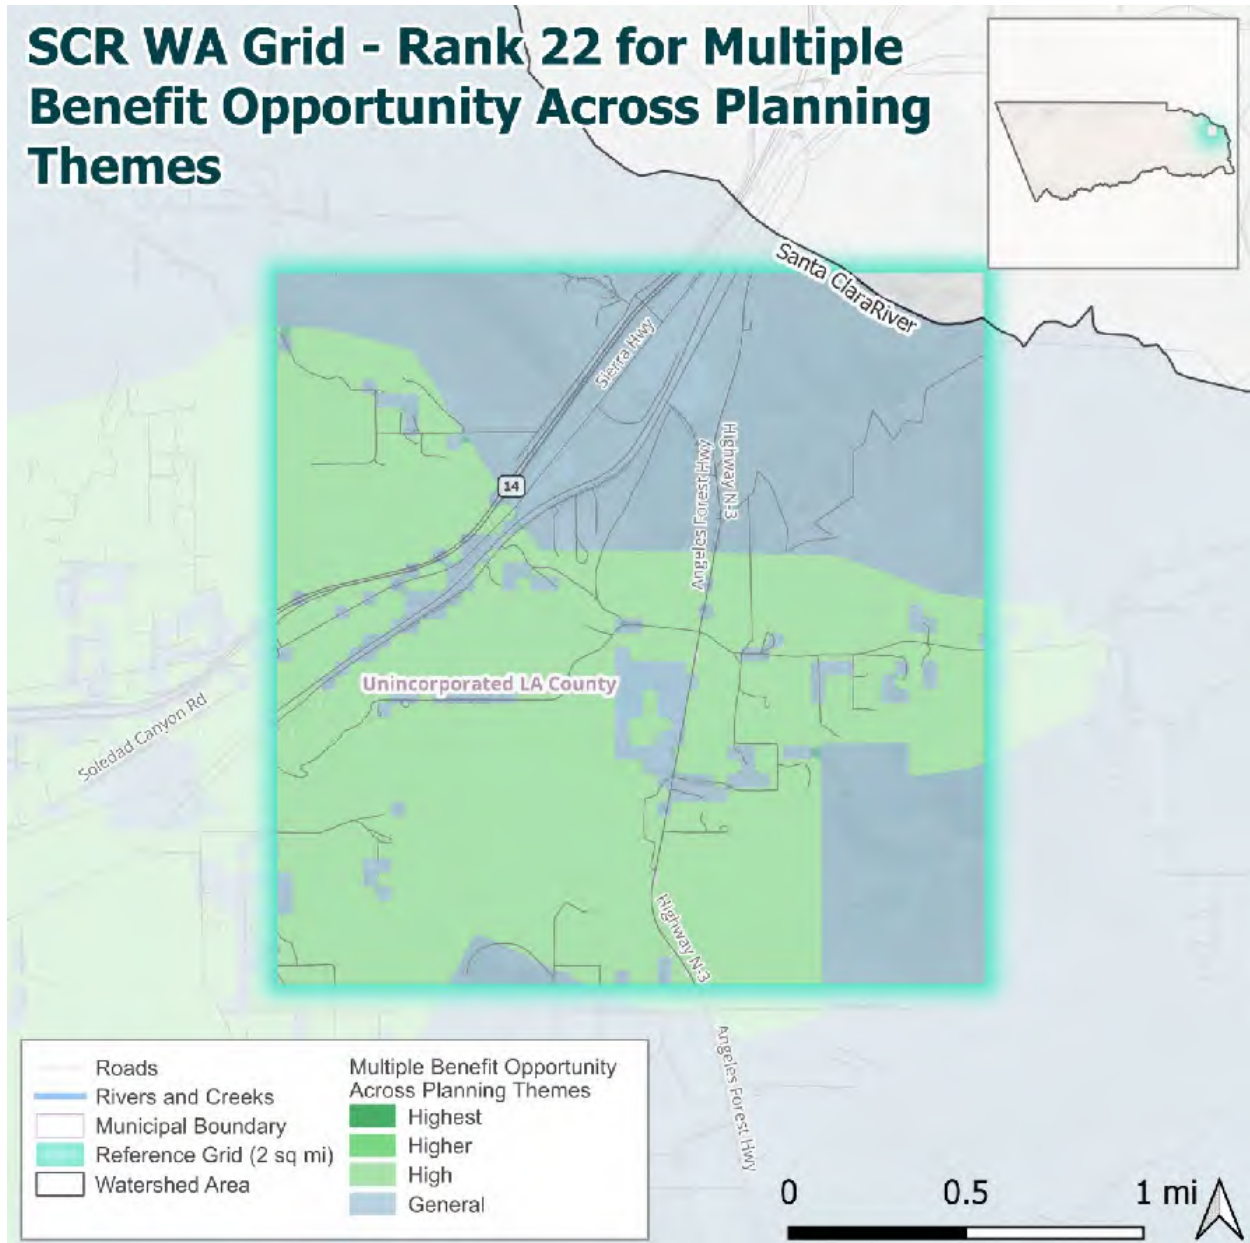 SCR WA Grid - Rank 22 for Multiple
Benefit Opportunity Across Planning
Themes
Santa ClaraRiver
Sierra Hwy
Angeles Forest Hwy
Highway N-3
14
Unincorporated LA County
Soledad Canyon Rd
Highway N-3
Angeles Forest Hwy
Roads
Rivers and Creeks
Municipal Boundary
Reference Grid (2 sq mi)
Watershed Area
Multiple Benefit Opportunity
Across Planning Themes
Highest
Higher
High
General
0 0.5 1 mi